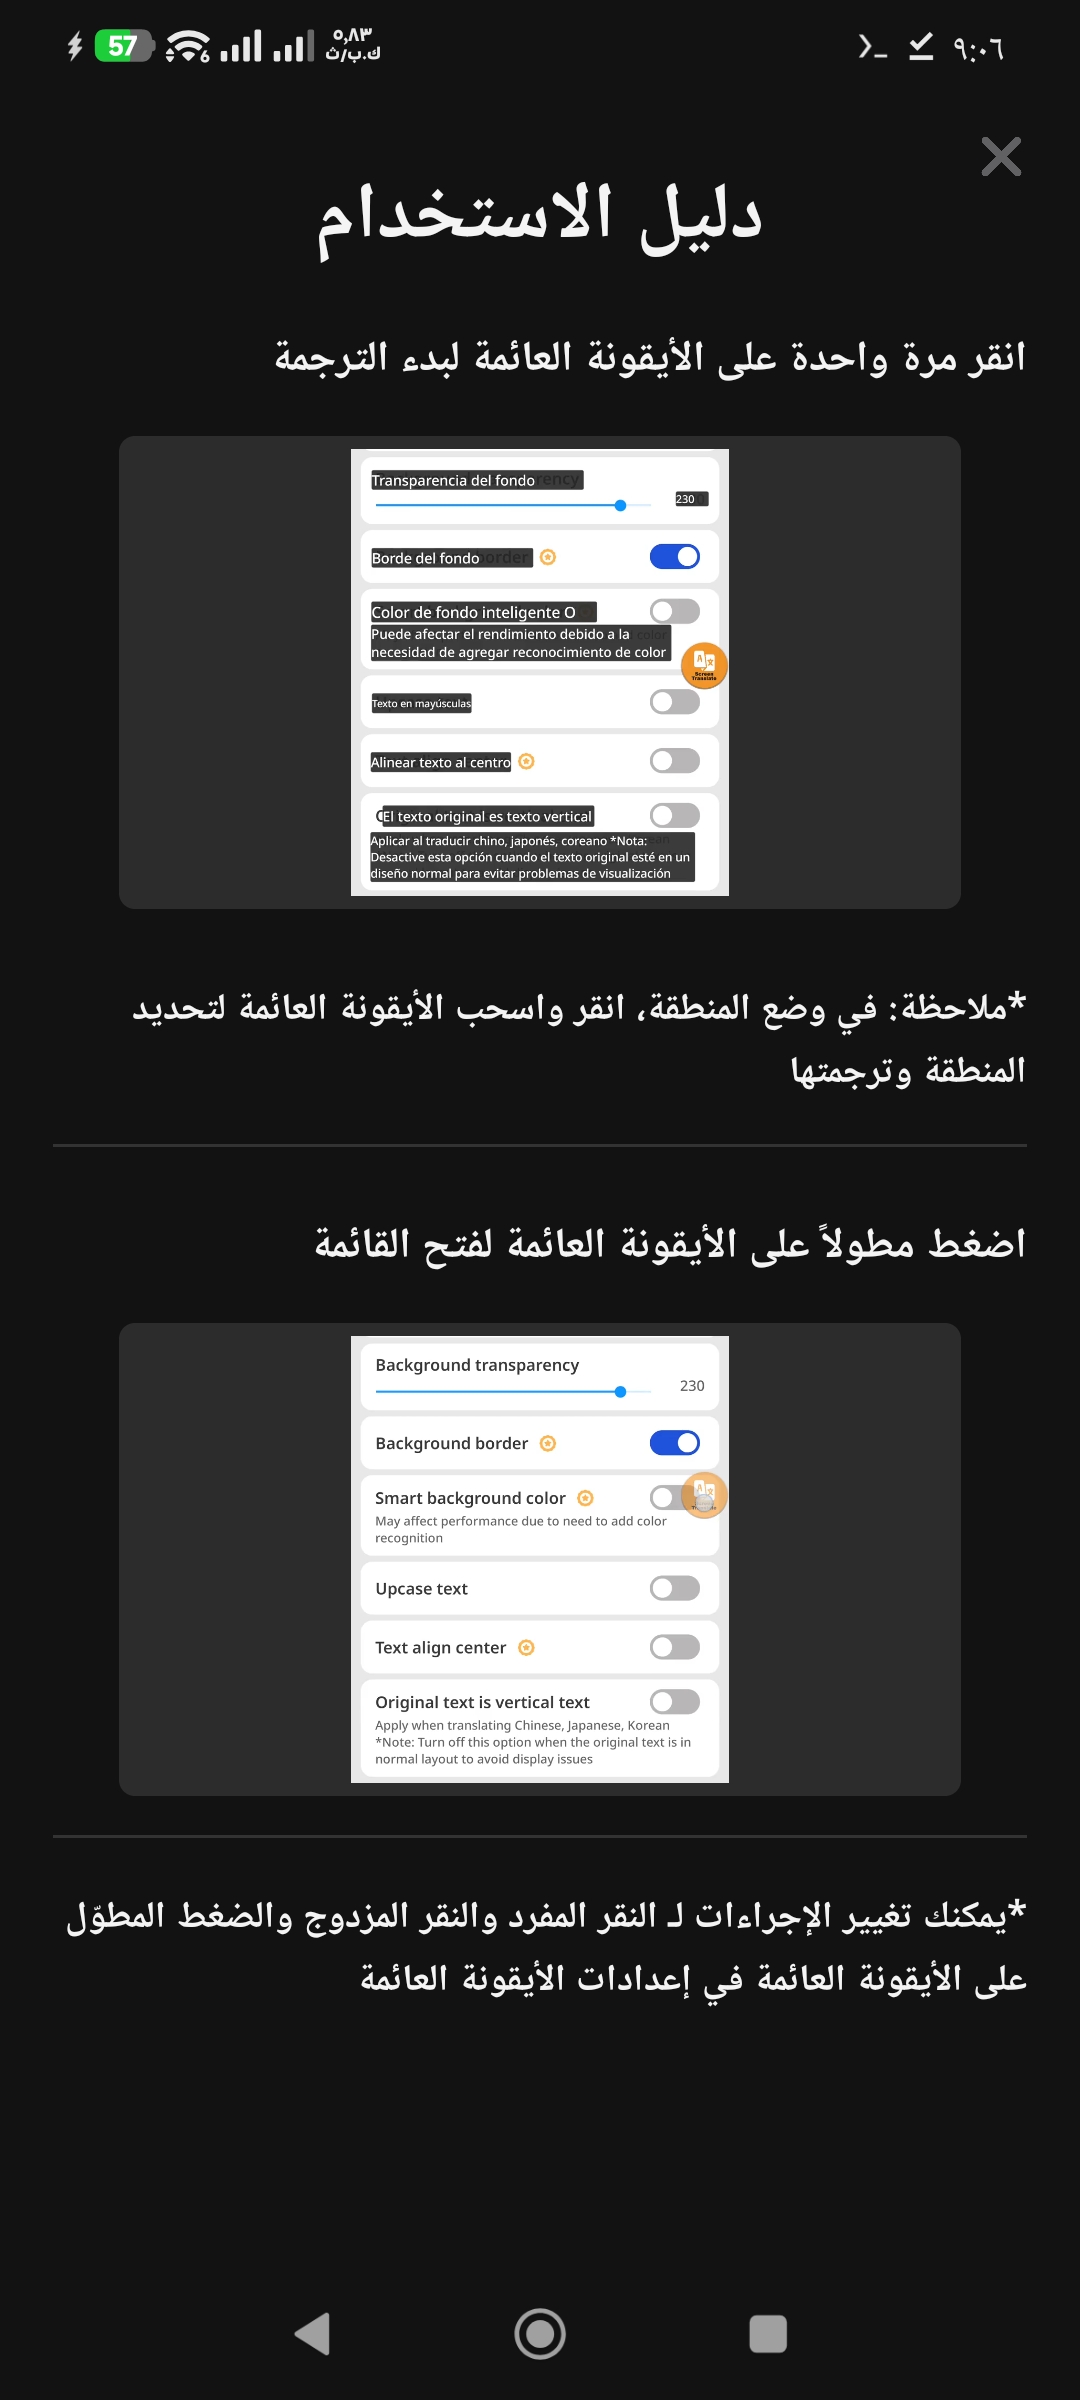 57
٠,٨٣
ك.ب/ث
٩:٠٦
دليل الاستخدام
انقر مرة واحدة على الأيقونة العائمة لبدء الترجمة
Transparencia del fondo
230
Borde del fondo
Color de fondo inteligente O
Puede afectar el rendimiento debido a la
necesidad de agregar reconocimiento de color
Screen
Translate
Texto en mayúsculas
Alinear texto al centro
El texto original es texto vertical
Aplicar al traducir chino, japonés, coreano *Nota:
Desactive esta opción cuando el texto original esté en un
diseño normal para evitar problemas de visualización
*ملاحظة: في وضع المنطقة، انقر واسحب الأيقونة العائمة لتحديد
المنطقة وترجمتها
اضغط مطولاً على الأيقونة العائمة لفتح القائمة
Background transparency
230
Background border
Smart background color
May affect performance due to need to add color
recognition
Upcase text
Text align center
Original text is vertical text
Apply when translating Chinese, Japanese, Korean
*Note: Turn off this option when the original text is in
normal layout to avoid display issues
*يمكنك تغيير الإجراءات لـ النقر المفرد والنقر المزدوج والضغط المطوّل
على الأيقونة العائمة في إعدادات الأيقونة العائمة